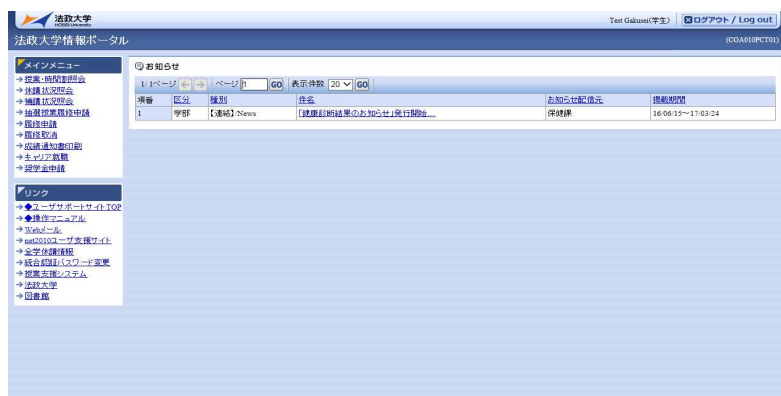 法政大学
HOSEI University
Test Gakusei(学生)
ログアウト / Log out
法政大学情報ポータル
(CGA010PCT01)
メインメニュー
授業・時間割照会
休講状況照会
補講状況照会
抽選授業履修申請
履修申請
履修取消
成績通知書印刷
キャリア就職
奨学金申請
リンク
◆ユーザサポートサイトTOP
◆操作マニュアル
Webメール
net2010ユーザ支援サイト
全学休講情報
統合認証パスワード変更
授業支援システム
法政大学
図書館
お知らせ
1/1ページ ページ 1 GO 表示件数 20 GO
項番 区分 種別 件名 お知らせ配信元 掲載期間
1 学部 【連絡】/News 「健康診断結果のお知らせ」発行開始... 保健課 16/06/15～17/03/24